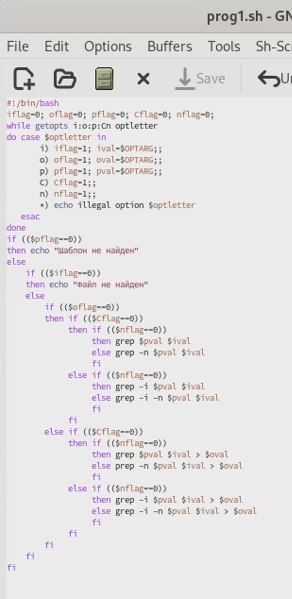 prog1.sh - GN
File Edit Options Buffers Tools Sh-Sc
Save Un
#!/bin/bash
iflag=0; oflag=0; pflag=0; Cflag=0; nflag=0;
while getopts i:o:p:Cn optletter
do case $optletter in
i) iflag=1; ival=$OPTARG;;
o) oflag=1; oval=$OPTARG;;
p) pflag=1; pval=$OPTARG;;
C) Cflag=1;;
n) nflag=1;;
*) echo illegal option $optletter
esac
done
if (($pflag==0))
then echo "Шаблон не найден"
else
if (($iflag==0))
then echo "Файл не найден"
else
if (($oflag==0))
then if (($Cflag==0))
then if (($nflag==0))
then grep $pval $ival
else grep -n $pval $ival
fi
else if (($nflag==0))
then grep -i $pval $ival
else grep -i -n $pval $ival
fi
fi
else if (($Cflag==0))
then if (($nflag==0))
then grep $pval $ival > $oval
else prep -n $pval $ival > $oval
fi
else if (($nflag==0))
then grep -i $pval $ival > $oval
else grep -i -n $pval $ival > $oval
fi
fi
fi
fi
fi